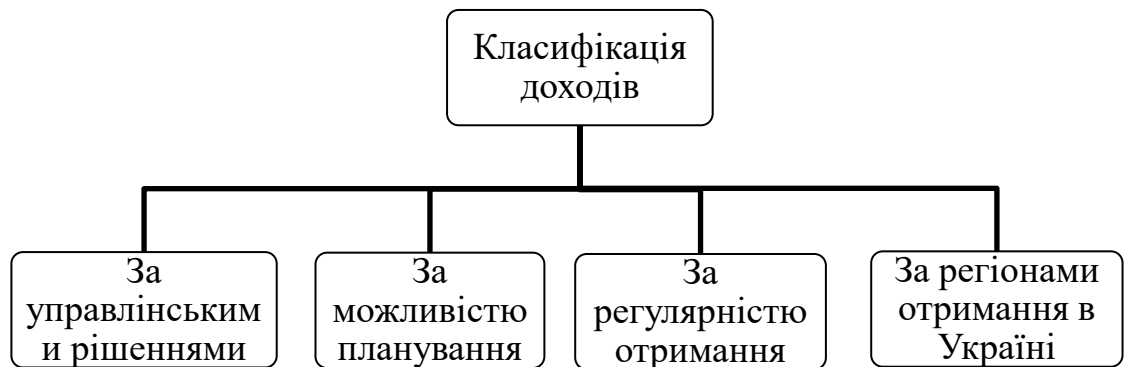 Класифікація
доходів
За
управлінським
и рішеннями
За
можливістю
планування
За
регулярністю
отримання
За регіонами
отримання в
Україні